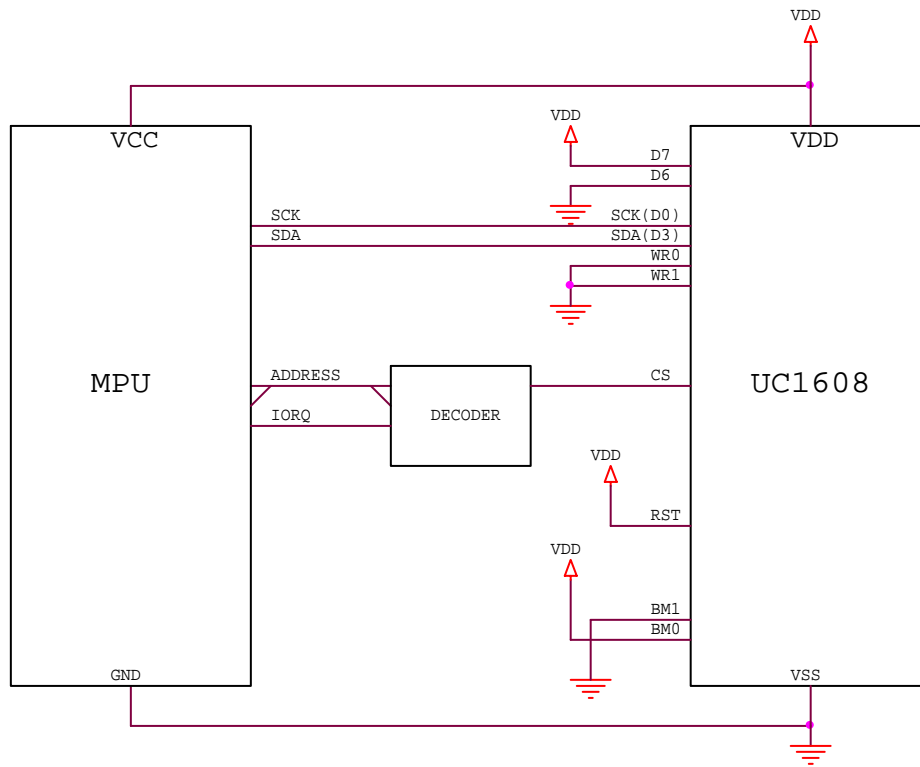 VDD
VCC
VDD
VDD
D7
D6
SCK
SCK(D0)
SDA
SDA(D3)
WR0
WR1
ADDRESS
CS
MPU
UC1608
IORQ
DECODER
VDD
RST
VDD
BM1
BM0
GND
VSS